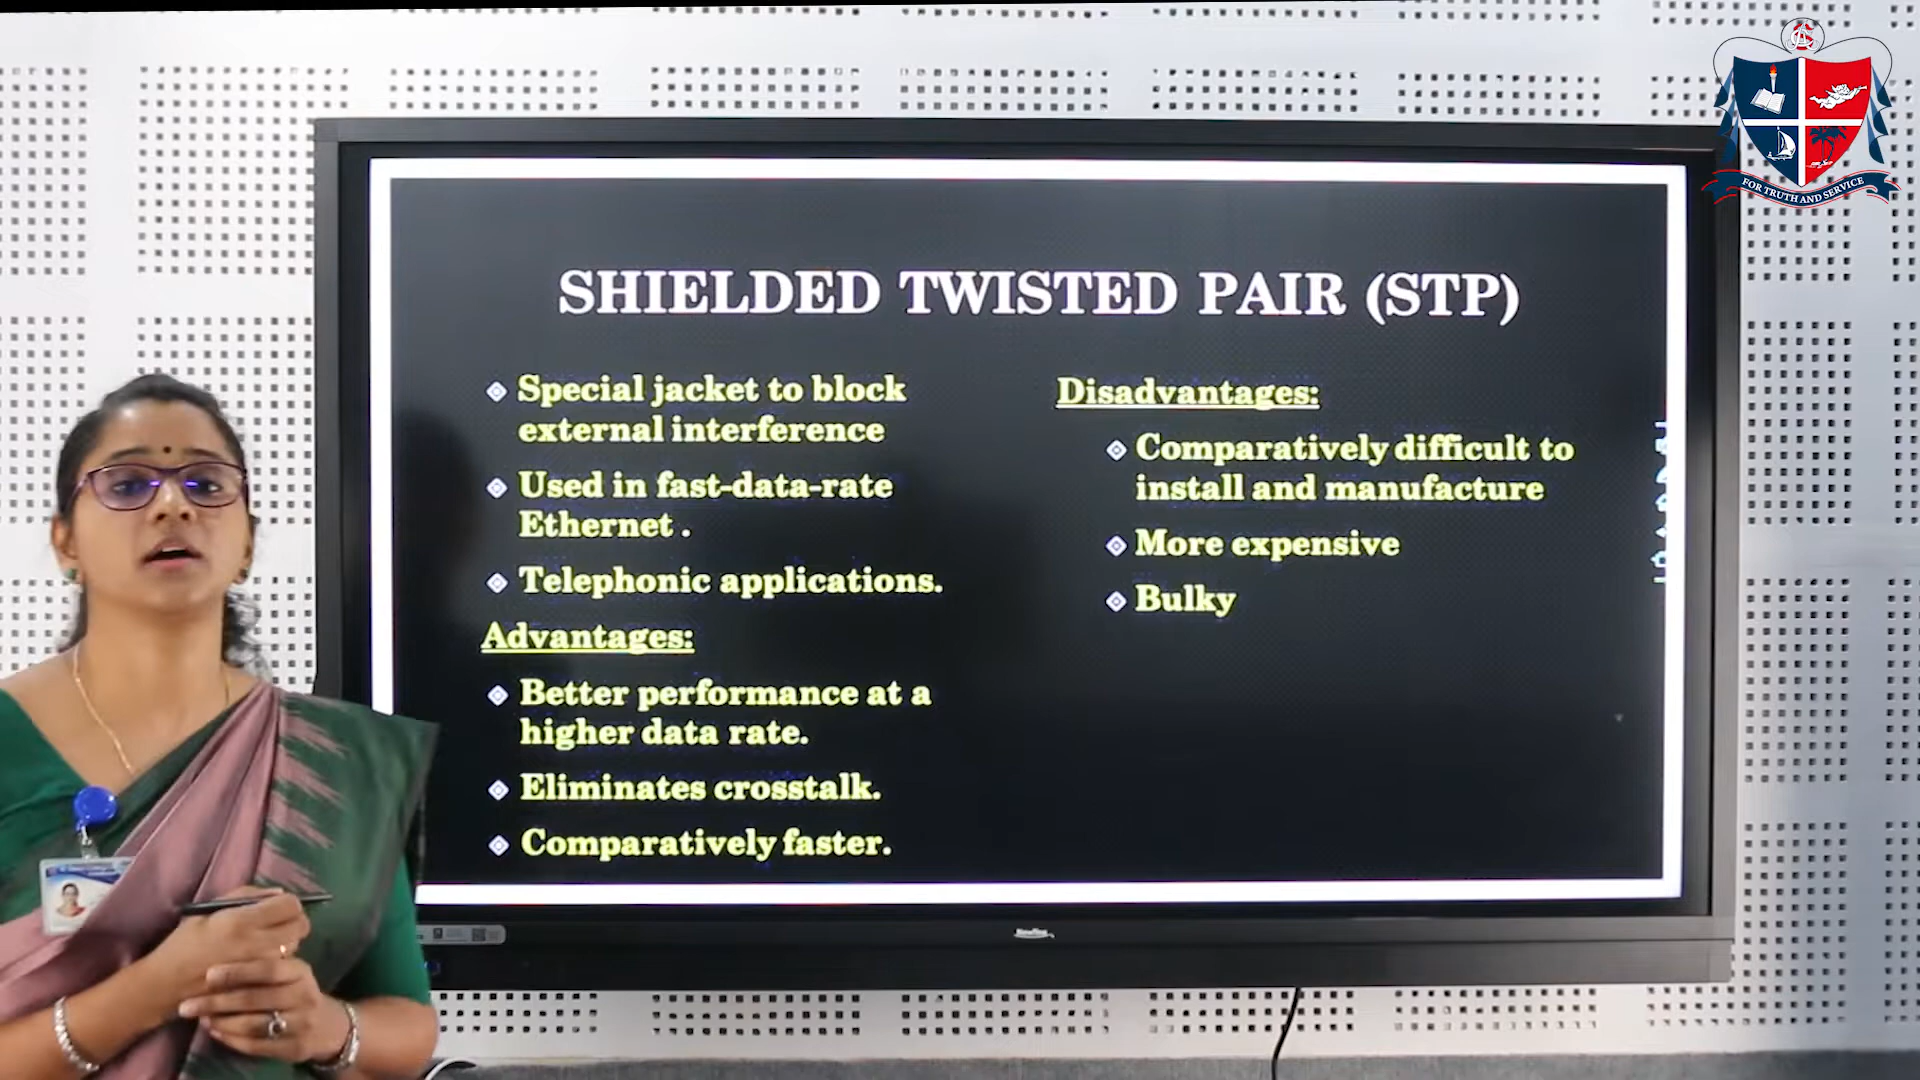 FOR TRUTH AND SERVICE
SHIELDED TWISTED PAIR (STP)
Special jacket to block
external interference
Used in fast-data-rate
Ethernet .
Telephonic applications.
Advantages:
Better performance at a
higher data rate.
Eliminates crosstalk.
Comparatively faster.
Disadvantages:
Comparatively difficult to
install and manufacture
More expensive
Bulky